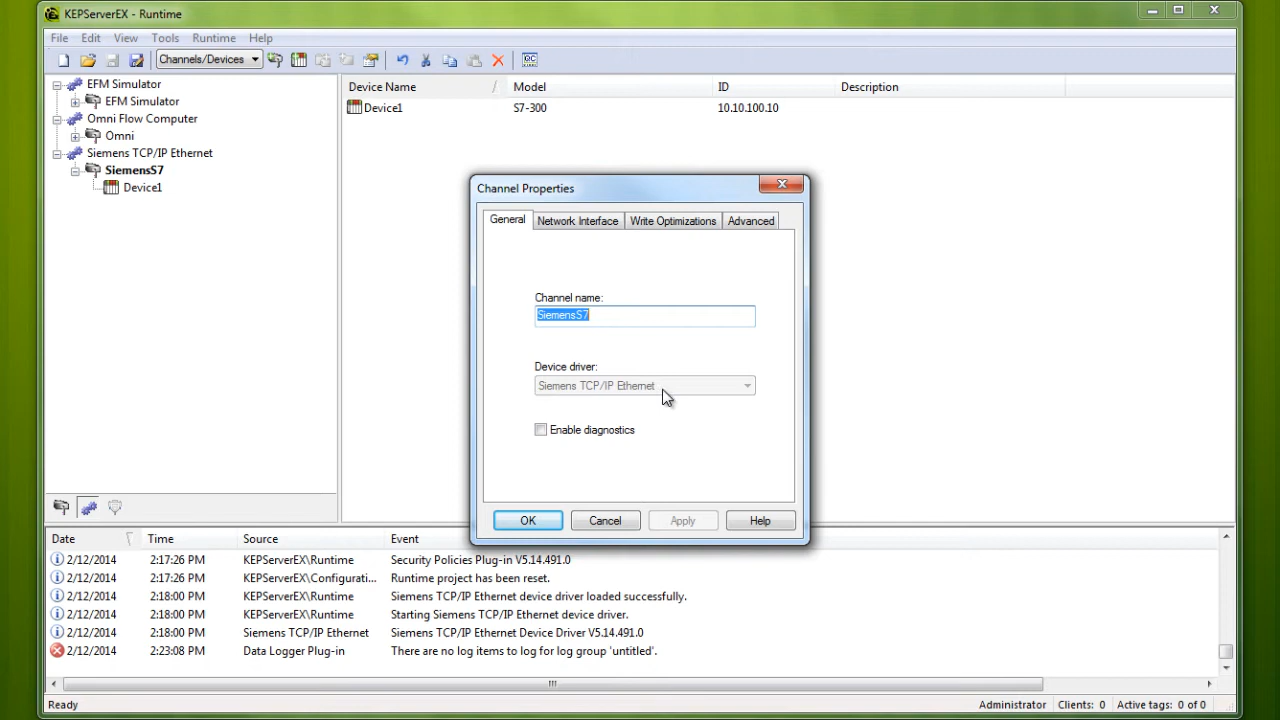 KEPServerEX - Runtime
File Edit View Tools Runtime Help
Channels/Devices
EFM Simulator
EFM Simulator
Omni Flow Computer
Omni
Siemens TCP/IP Ethernet
SiemensS7
Device1
Device Name Model ID Description
Device1 S7-300 10.10.100.10
Channel Properties
General Network Interface Write Optimizations Advanced
Channel name:
SiemensS7
Device driver:
Siemens TCP/IP Ethernet
Enable diagnostics
OK Cancel Apply Help
Date Time Source Event
2/12/2014 2:17:26 PM KEPServerEX\Runtime Security Policies Plug-in V5.14.491.0
2/12/2014 2:17:26 PM KEPServerEX\Configurati... Runtime project has been reset.
2/12/2014 2:18:00 PM KEPServerEX\Runtime Siemens TCP/IP Ethernet device driver loaded successfully.
2/12/2014 2:18:00 PM KEPServerEX\Runtime Starting Siemens TCP/IP Ethernet device driver.
2/12/2014 2:18:00 PM Siemens TCP/IP Ethernet Siemens TCP/IP Ethernet Device Driver V5.14.491.0
2/12/2014 2:23:08 PM Data Logger Plug-in There are no log items to log for log group 'untitled'.
Ready Administrator Clients: 0 Active tags: 0 of 0